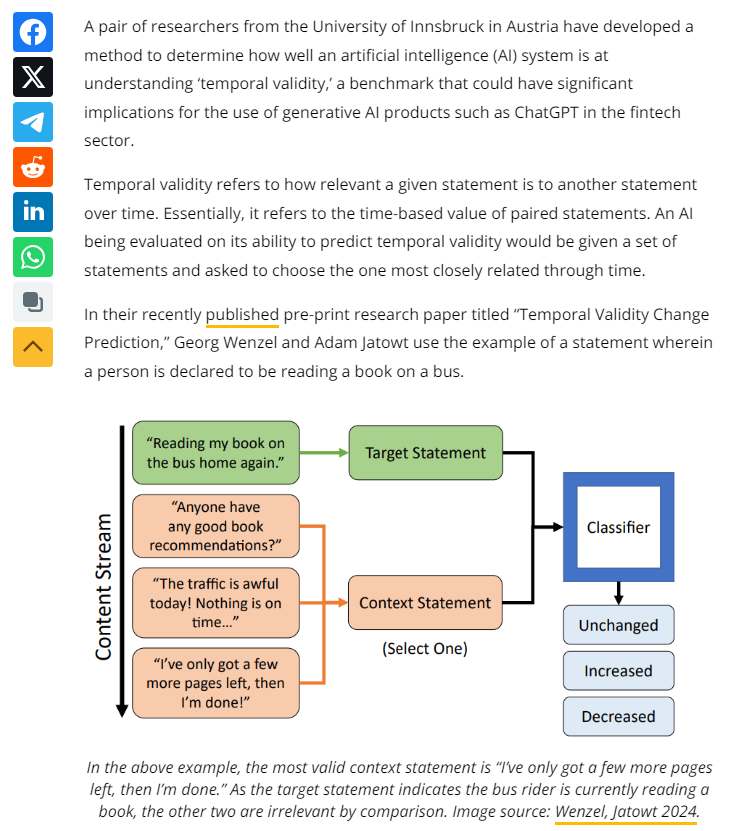 A pair of researchers from the University of Innsbruck in Austria have developed a
method to determine how well an artificial intelligence (AI) system is at
understanding ‘temporal validity,’ a benchmark that could have significant
implications for the use of generative AI products such as ChatGPT in the fintech
sector.
Temporal validity refers to how relevant a given statement is to another statement
over time. Essentially, it refers to the time-based value of paired statements. An AI
being evaluated on its ability to predict temporal validity would be given a set of
statements and asked to choose the one most closely related through time.
In their recently published pre-print research paper titled “Temporal Validity Change
Prediction,” Georg Wenzel and Adam Jatowt use the example of a statement wherein
a person is declared to be reading a book on a bus.
Content Stream
“Reading my book on
the bus home again.”
Target Statement
“Anyone have
any good book
recommendations?”
“The traffic is awful
today! Nothing is on
time…”
“I’ve only got a few
more pages left, then
I’m done!”
Context Statement
(Select One)
Classifier
Unchanged
Increased
Decreased
In the above example, the most valid context statement is “I’ve only got a few more pages
left, then I’m done.” As the target statement indicates the bus rider is currently reading a
book, the other two are irrelevant by comparison. Image source: Wenzel, Jatowt 2024.
in